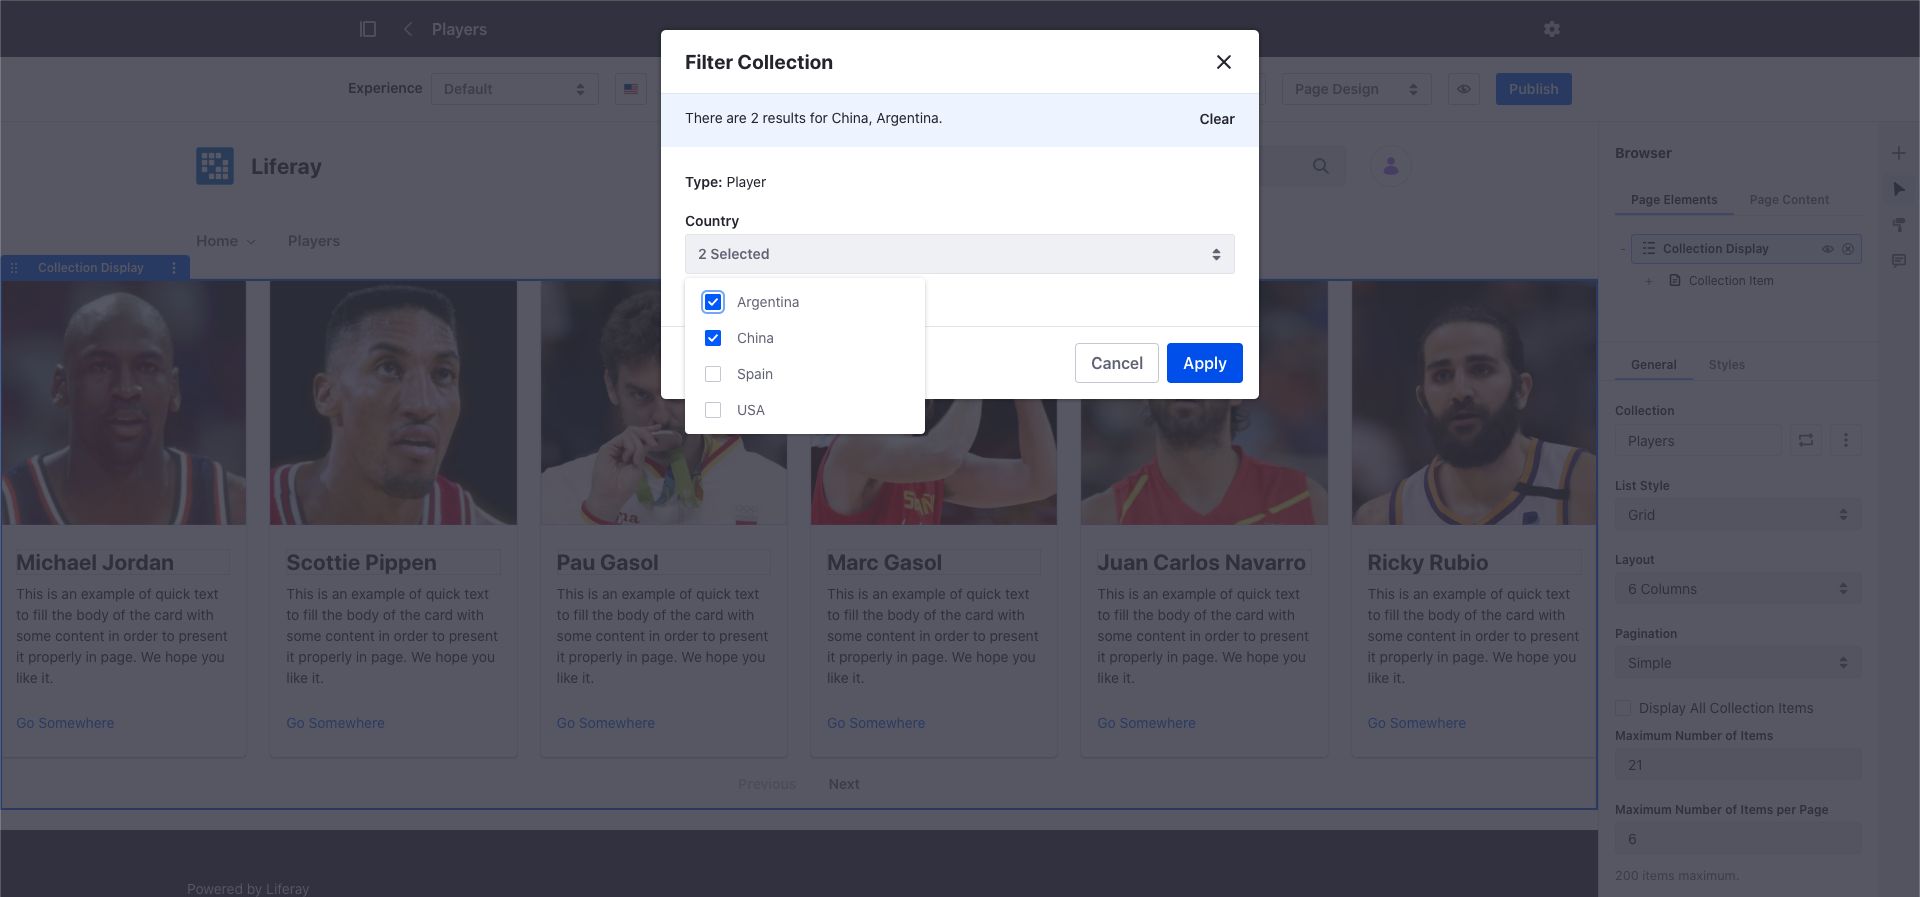 Players
Experience
Default
Page Design
Publish
Filter Collection
There are 2 results for China, Argentina.
Clear
Type: Player
Country
2 Selected
Argentina
China
Spain
USA
Cancel
Apply
Liferay
Home
Players
Collection Display
Michael Jordan
This is an example of quick text
to fill the body of the card with
some content in order to present
it properly in page. We hope you
like it.
Go Somewhere
Scottie Pippen
This is an example of quick text
to fill the body of the card with
some content in order to present
it properly in page. We hope you
like it.
Go Somewhere
Pau Gasol
This is an example of quick text
to fill the body of the card with
some content in order to present
it properly in page. We hope you
like it.
Go Somewhere
Marc Gasol
This is an example of quick text
to fill the body of the card with
some content in order to present
it properly in page. We hope you
like it.
Go Somewhere
Juan Carlos Navarro
This is an example of quick text
to fill the body of the card with
some content in order to present
it properly in page. We hope you
like it.
Go Somewhere
Ricky Rubio
This is an example of quick text
to fill the body of the card with
some content in order to present
it properly in page. We hope you
like it.
Go Somewhere
Previous
Next
Powered by Liferay
Browser
Page Elements
Page Content
Collection Display
Collection Item
General
Styles
Collection
Players
List Style
Grid
Layout
6 Columns
Pagination
Simple
Display All Collection Items
Maximum Number of Items
21
Maximum Number of Items per Page
6
200 items maximum.